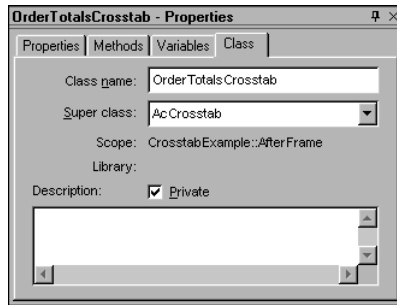 OrderTotalsCrosstab - Properties
Properties Methods Variables Class
Class name: OrderTotalsCrosstab
Super class: AcCrosstab
Scope: CrosstabExample::AfterFrame
Library:
Description: Private